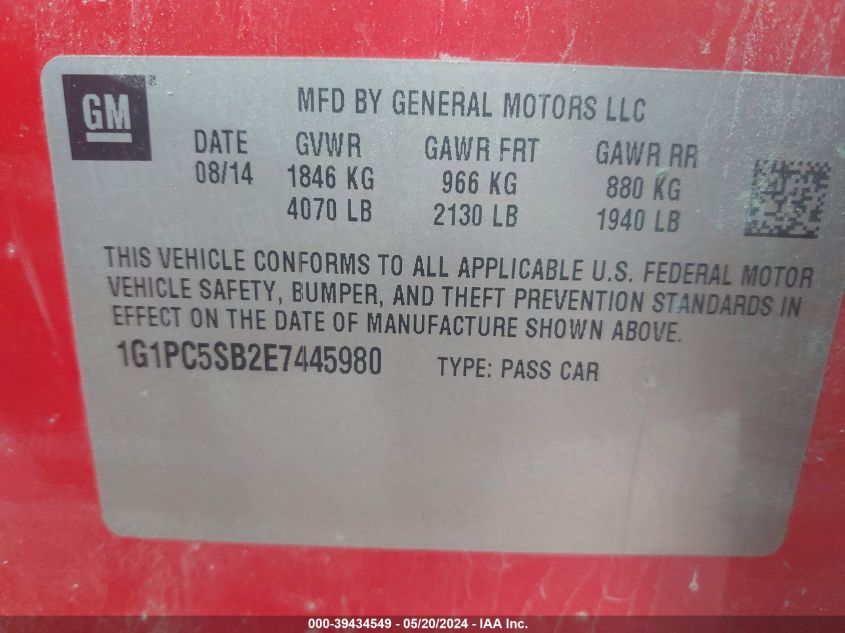 GM
MFD BY GENERAL MOTORS LLC
DATE GVWR GAWR FRT GAWR RR
08/14 1846 KG 966 KG 880 KG
4070 LB 2130 LB 1940 LB
THIS VEHICLE CONFORMS TO ALL APPLICABLE U.S. FEDERAL MOTOR
VEHICLE SAFETY, BUMPER, AND THEFT PREVENTION STANDARDS IN
EFFECT ON THE DATE OF MANUFACTURE SHOWN ABOVE.
1G1PC5SB2E7445980 TYPE: PASS CAR
000-39434549 - 05/20/2024 - IAA, Inc.